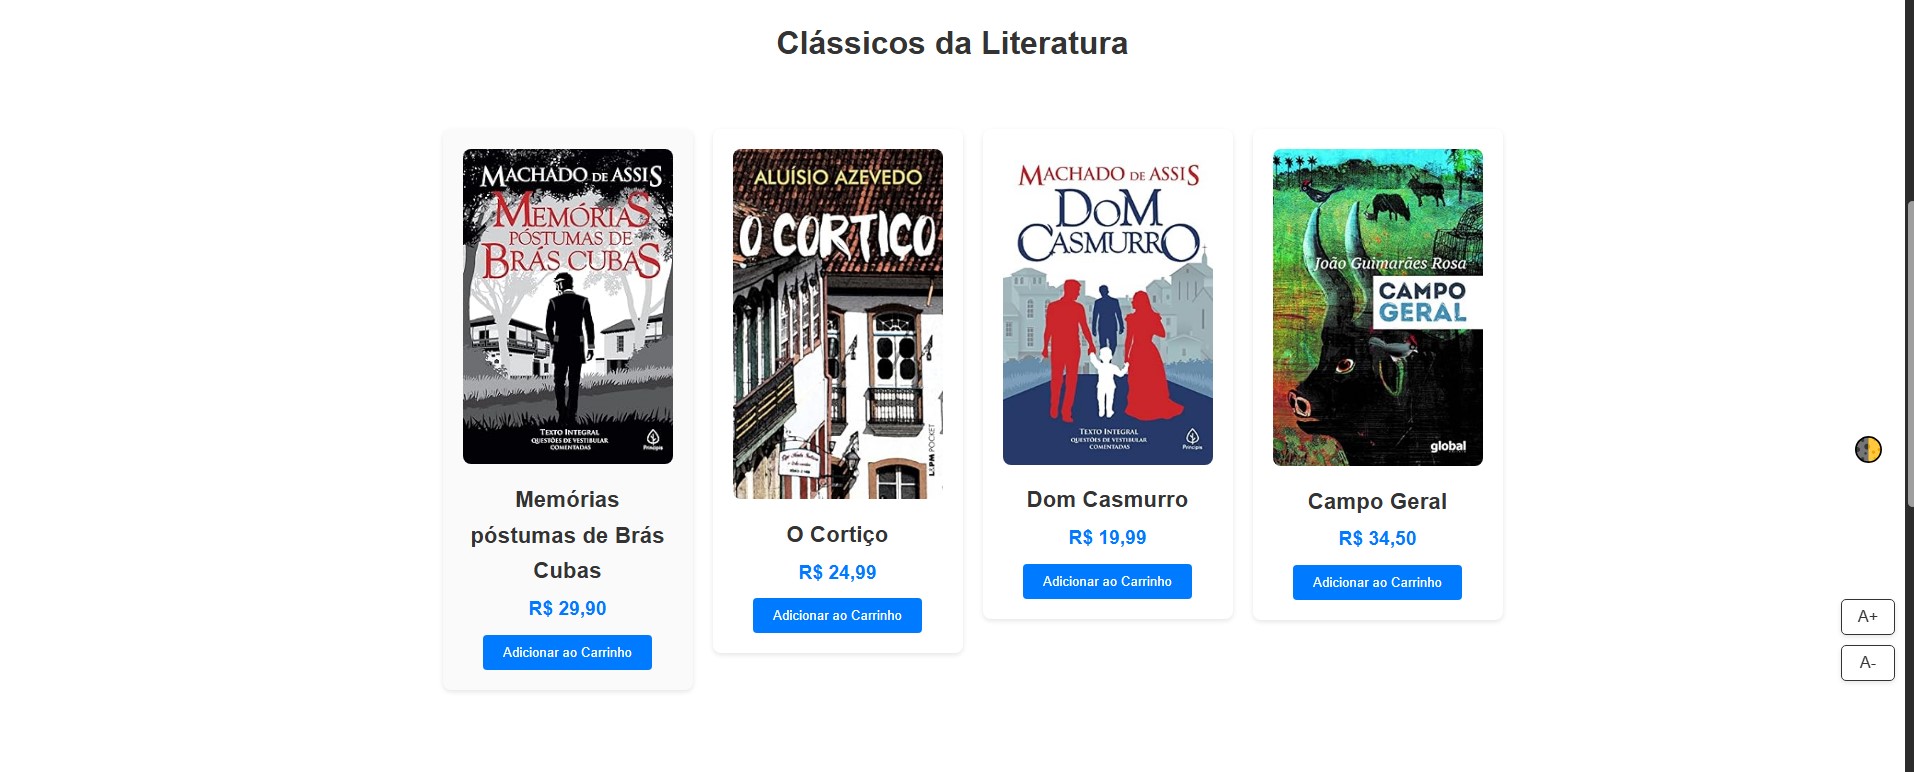 Clássicos da Literatura
MACHADO DE ASSIS
MEMÓRIAS
PÓSTUMAS DE
BRÁS CUBAS
TEXTO INTEGRAL
QUESTÕES DE VESTIBULAR
COMENTADAS
Principis
Memórias
póstumas de Brás
Cubas
R$ 29,90
Adicionar ao Carrinho
ALUÍSIO AZEVEDO
O CORTIÇO
L&PM POCKET
O Cortiço
R$ 24,99
Adicionar ao Carrinho
MACHADO DE ASSIS
DOM
CASMURRO
TEXTO INTEGRAL
QUESTÕES DE VESTIBULAR
COMENTADAS
Principis
Dom Casmurro
R$ 19,99
Adicionar ao Carrinho
João Guimarães Rosa
CAMPO
GERAL
global
Campo Geral
R$ 34,50
Adicionar ao Carrinho
A+
A-